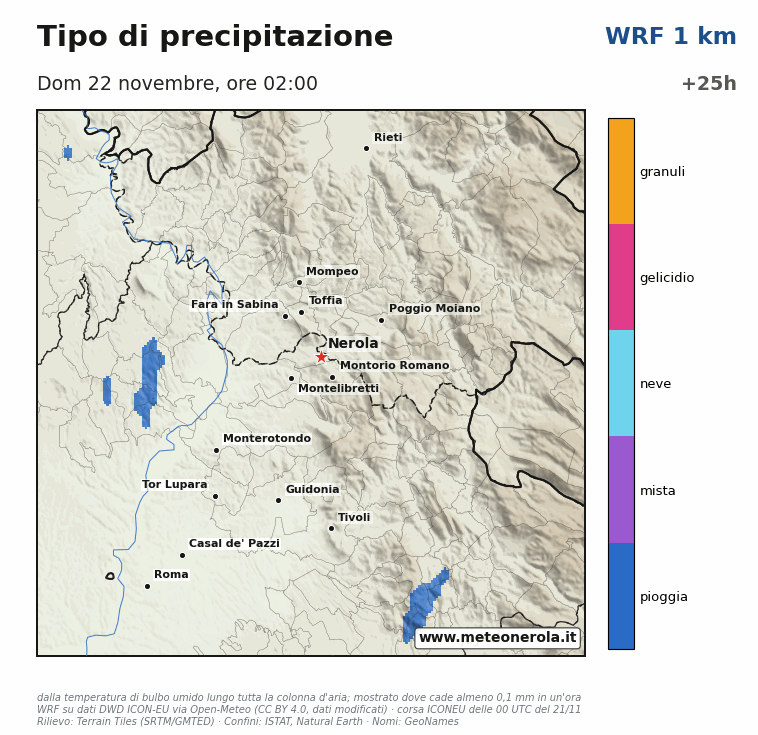 Tipo di precipitazione
WRF 1 km
Dom 22 novembre, ore 02:00
+25h
Rieti
granuli
gelicidio
Mompeo
Toffia
Fara in Sabina
Poggio Moiano
Nerola
Montorio Romano
Montelibretti
neve
Monterotondo
mista
Tor Lupara
Guidonia
Tivoli
Casal de' Pazzi
Roma
pioggia
www.meteonerola.it
dalla temperatura di bulbo umido lungo tutta la colonna d'aria; mostrato dove cade almeno 0,1 mm in un'ora
WRF su dati DWD ICON-EU via Open-Meteo (CC BY 4.0, dati modificati) · corsa ICONEU delle 00 UTC del 21/11
Rilievo: Terrain Tiles (SRTM/GMTED) · Confini: ISTAT, Natural Earth · Nomi: GeoNames